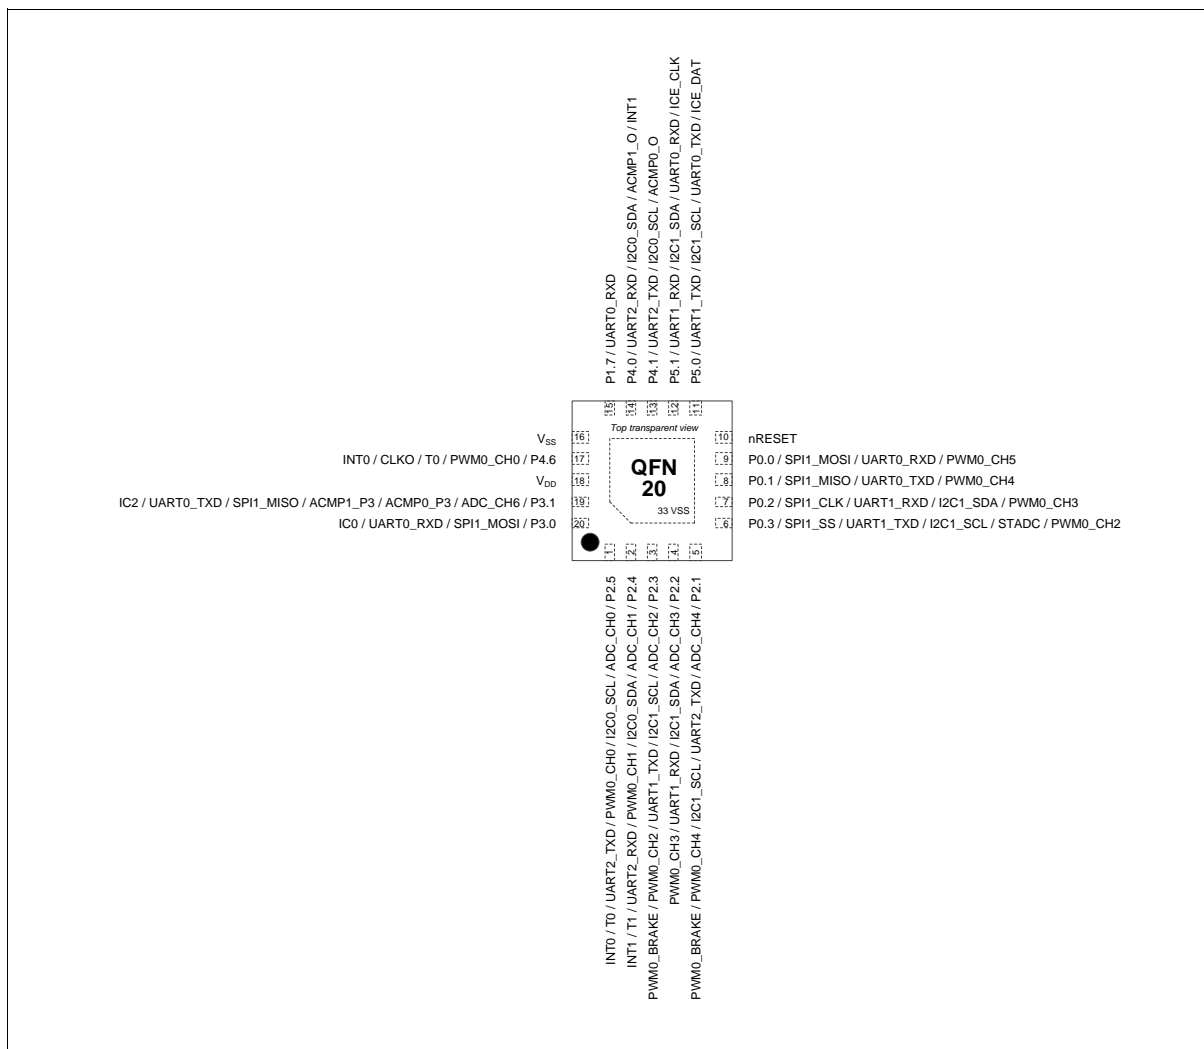 P1.7 / UART0_RXD
P4.0 / UART2_RXD / I2C0_SDA / ACMP1_O / INT1
P4.1 / UART2_TXD / I2C0_SCL / ACMP0_O
P5.1 / UART1_RXD / I2C1_SDA / UART0_RXD / ICE_CLK
P5.0 / UART1_TXD / I2C1_SCL / UART0_TXD / ICE_DAT
15 14 13 12 11
Top transparent view
VSS 16
INT0 / CLKO / T0 / PWM0_CH0 / P4.6 17
VDD 18
IC2 / UART0_TXD / SPI1_MISO / ACMP1_P3 / ACMP0_P3 / ADC_CH6 / P3.1 19
IC0 / UART0_RXD / SPI1_MOSI / P3.0 20
QFN
20
33 VSS
10 nRESET
9 P0.0 / SPI1_MOSI / UART0_RXD / PWM0_CH5
8 P0.1 / SPI1_MISO / UART0_TXD / PWM0_CH4
7 P0.2 / SPI1_CLK / UART1_RXD / I2C1_SDA / PWM0_CH3
6 P0.3 / SPI1_SS / UART1_TXD / I2C1_SCL / STADC / PWM0_CH2
1 2 3 4 5
INT0 / T0 / UART2_TXD / PWM0_CH0 / I2C0_SCL / ADC_CH0 / P2.5
INT1 / T1 / UART2_RXD / PWM0_CH1 / I2C0_SDA / ADC_CH1 / P2.4
PWM0_BRAKE / PWM0_CH2 / UART1_TXD / I2C1_SCL / ADC_CH2 / P2.3
PWM0_CH3 / UART1_RXD / I2C1_SDA / ADC_CH3 / P2.2
PWM0_BRAKE / PWM0_CH4 / I2C1_SCL / UART2_TXD / ADC_CH4 / P2.1